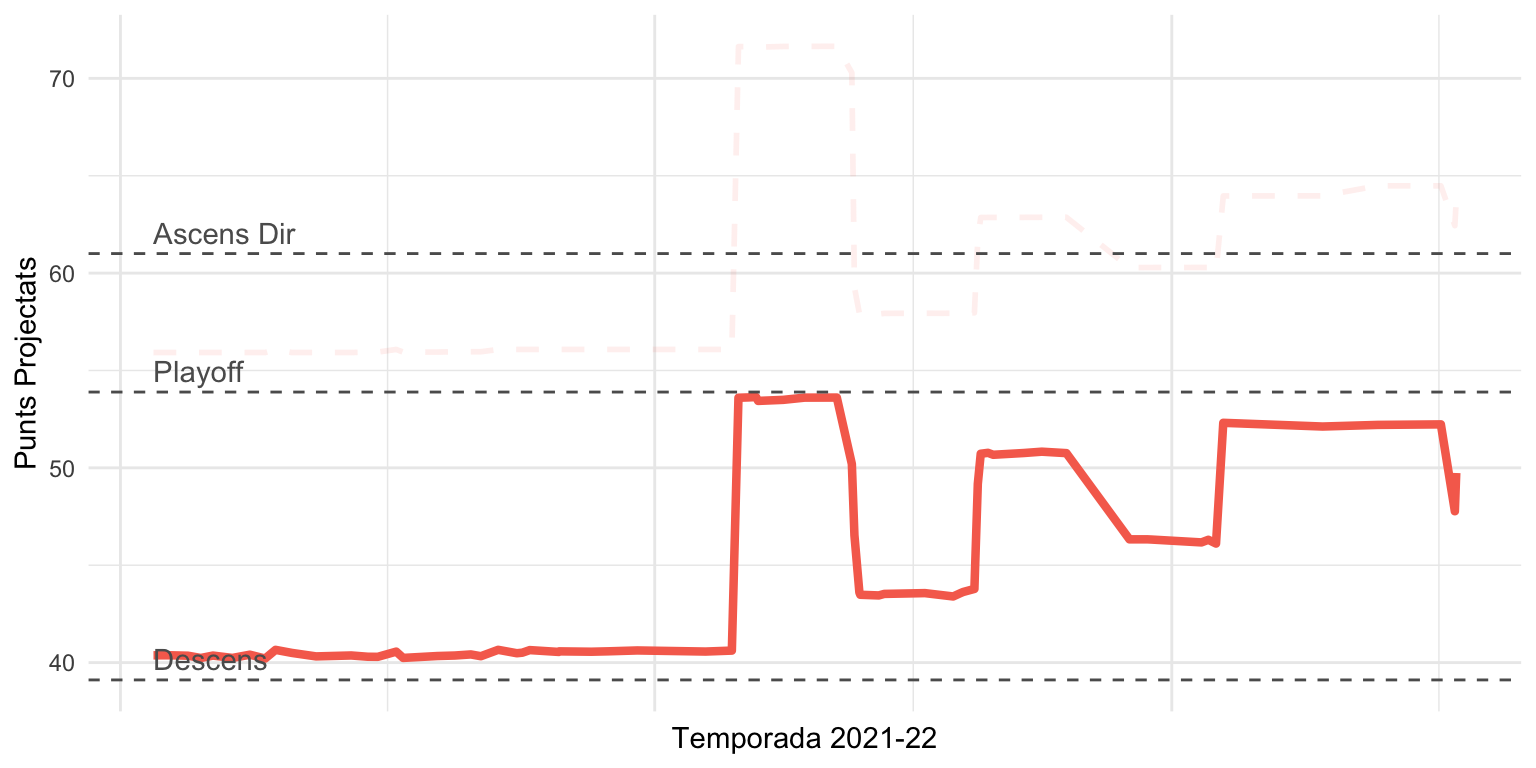 70
Ascens Dir
60
Playoff
50
Descens
40
Punts Projectats
Temporada 2021-22